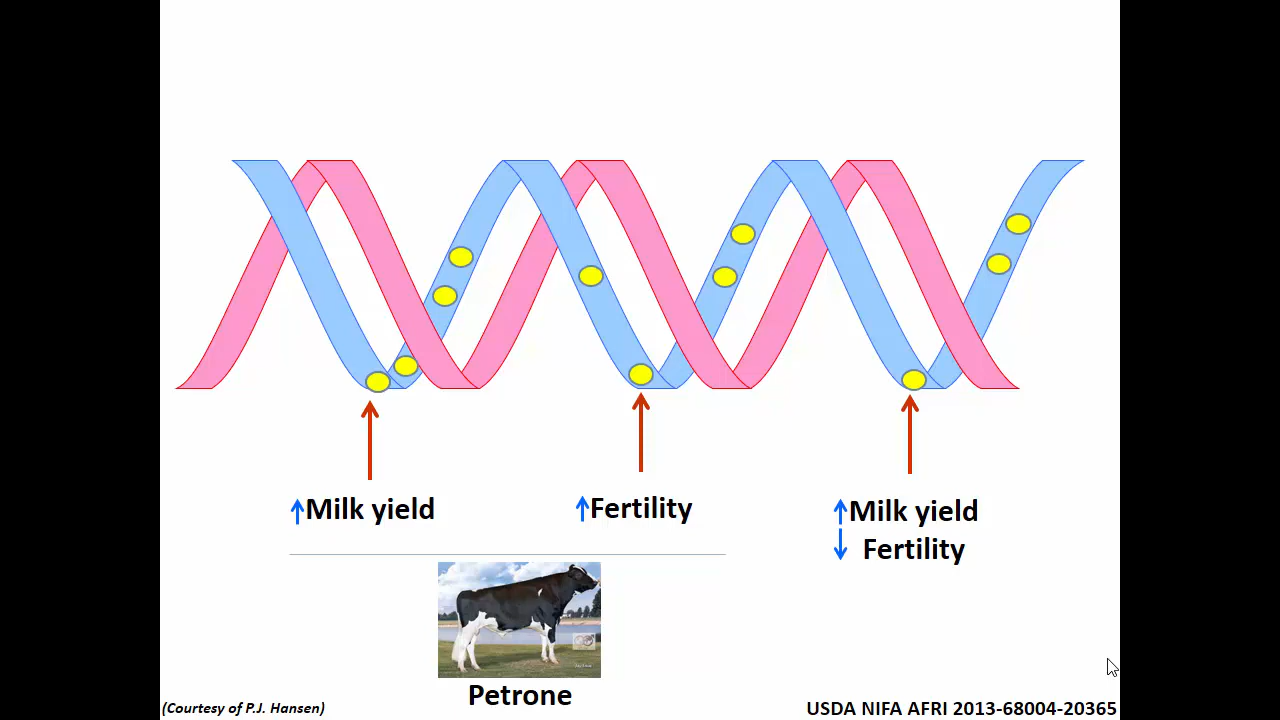 ↑Milk yield
↑Fertility
↑Milk yield
↓ Fertility
Petrone
(Courtesy of P.J. Hansen)
USDA NIFA AFRI 2013-68004-20365